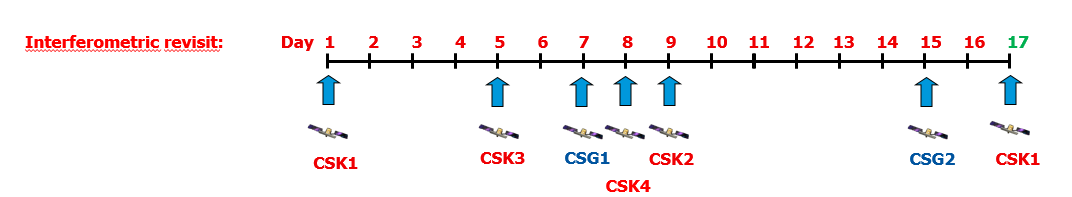 Interferometric revisit: Day 1 2 3 4 5 6 7 8 9 10 11 12 13 14 15 16 17
CSK1 CSK3 CSG1 CSK2 CSG2 CSK1
CSK4